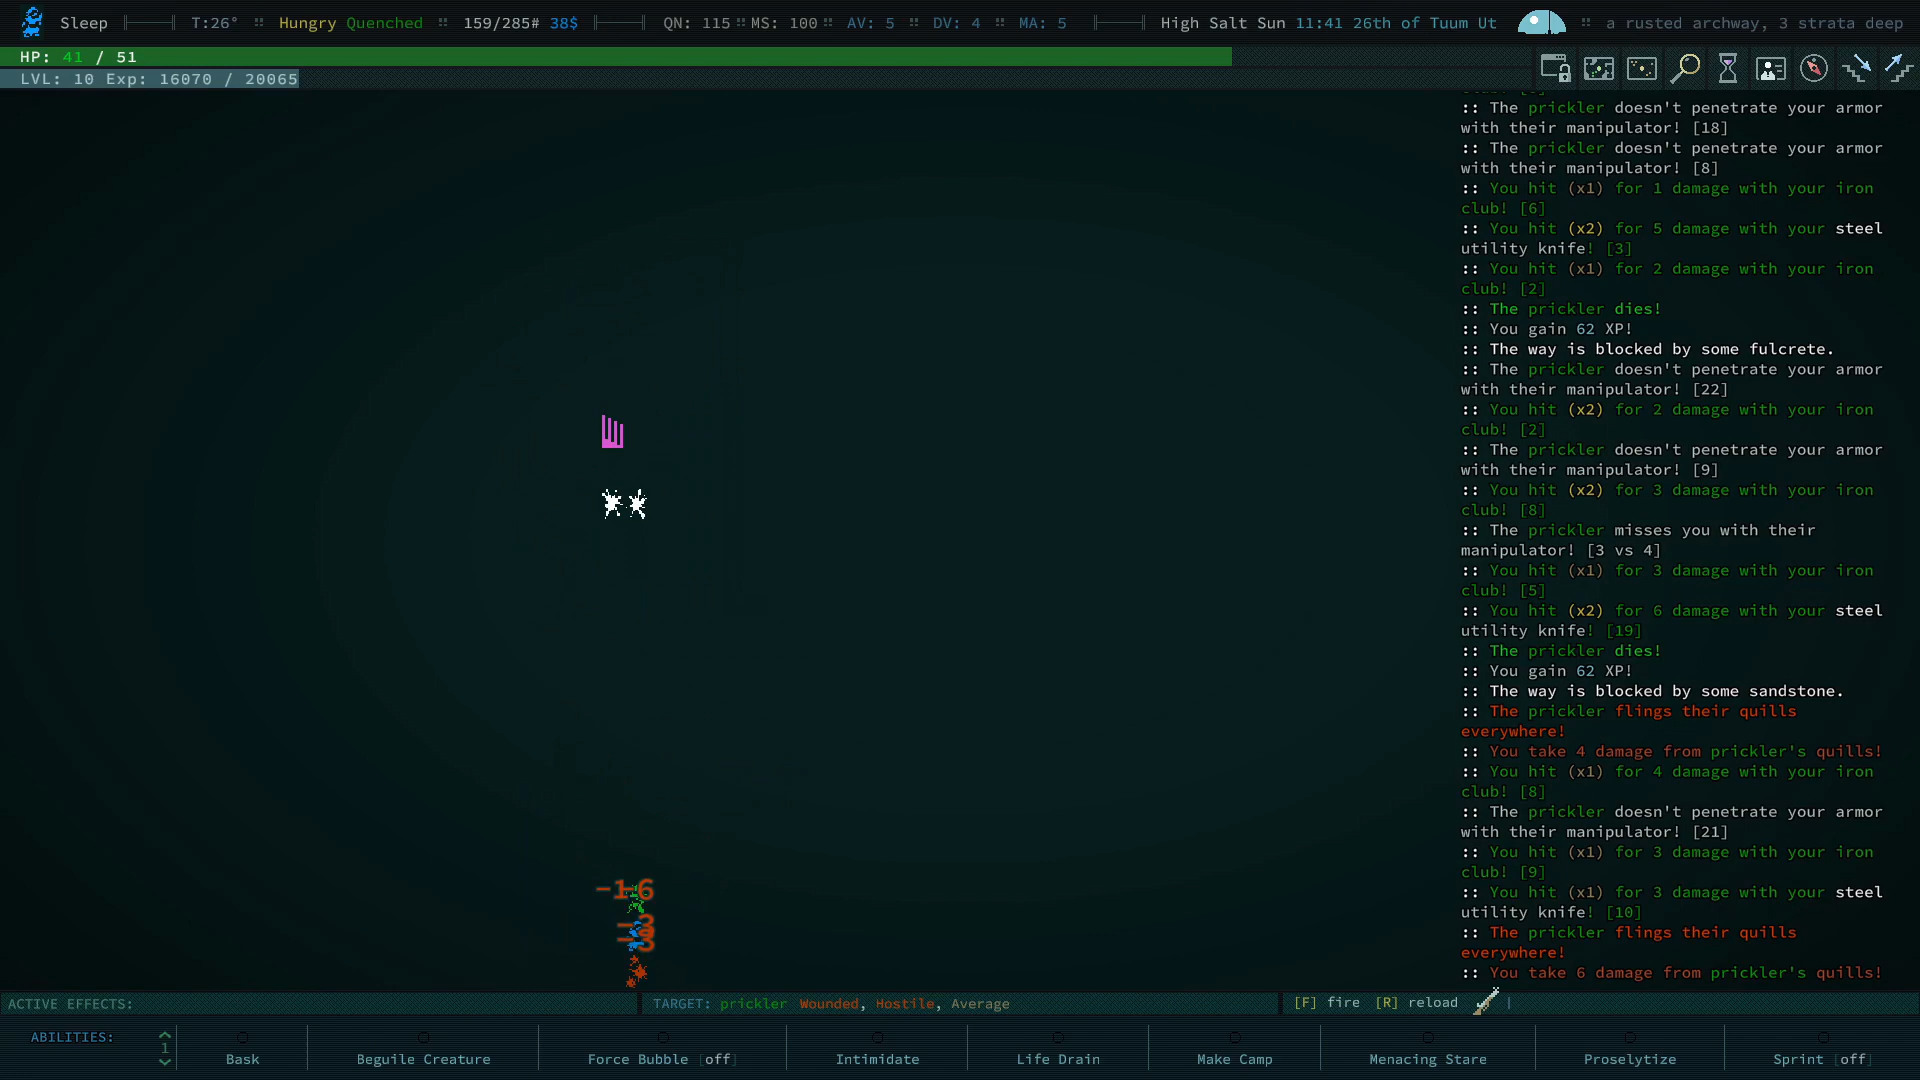 Sleep T:26° :: Hungry Quenched :: 159/285# 38$ QN: 115 :: MS: 100 :: AV: 5 :: DV: 4 :: MA: 5 High Salt Sun 11:41 26th of Tuum Ut :: a rusted archway, 3 strata deep
HP: 41 / 51
LVL: 10 Exp: 16070 / 20065
:: The prickler doesn't penetrate your armor
with their manipulator! [18]
:: The prickler doesn't penetrate your armor
with their manipulator! [8]
:: You hit (x1) for 1 damage with your iron
club! [6]
:: You hit (x2) for 5 damage with your steel
utility knife! [3]
:: You hit (x1) for 2 damage with your iron
club! [2]
:: The prickler dies!
:: You gain 62 XP!
:: The way is blocked by some fulcrete.
:: The prickler doesn't penetrate your armor
with their manipulator! [22]
:: You hit (x2) for 2 damage with your iron
club! [2]
:: The prickler doesn't penetrate your armor
with their manipulator! [9]
:: You hit (x2) for 3 damage with your iron
club! [8]
:: The prickler misses you with their
manipulator! [3 vs 4]
:: You hit (x1) for 3 damage with your iron
club! [5]
:: You hit (x2) for 6 damage with your steel
utility knife! [19]
:: The prickler dies!
:: You gain 62 XP!
:: The way is blocked by some sandstone.
:: The prickler flings their quills
everywhere!
:: You take 4 damage from prickler's quills!
:: You hit (x1) for 4 damage with your iron
club! [8]
:: The prickler doesn't penetrate your armor
with their manipulator! [21]
:: You hit (x1) for 3 damage with your iron
club! [9]
:: You hit (x1) for 3 damage with your steel
utility knife! [10]
:: The prickler flings their quills
everywhere!
:: You take 6 damage from prickler's quills!
-6
-3
ACTIVE EFFECTS: TARGET: prickler Wounded, Hostile, Average [F] fire [R] reload
ABILITIES: 1 Bask Beguile Creature Force Bubble [off] Intimidate Life Drain Make Camp Menacing Stare Proselytize Sprint [off]